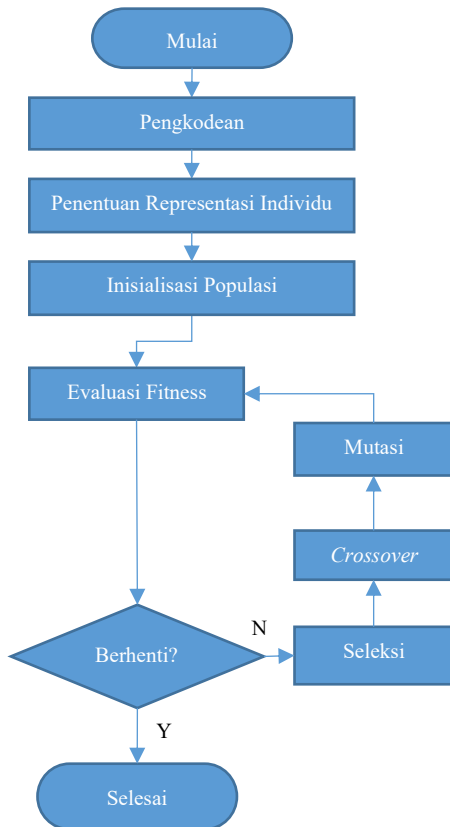 Mulai
Pengkodean
Penentuan Representasi Individu
Inisialisasi Populasi
Evaluasi Fitness
Mutasi
Crossover
Seleksi
N
Berhenti?
Y
Selesai